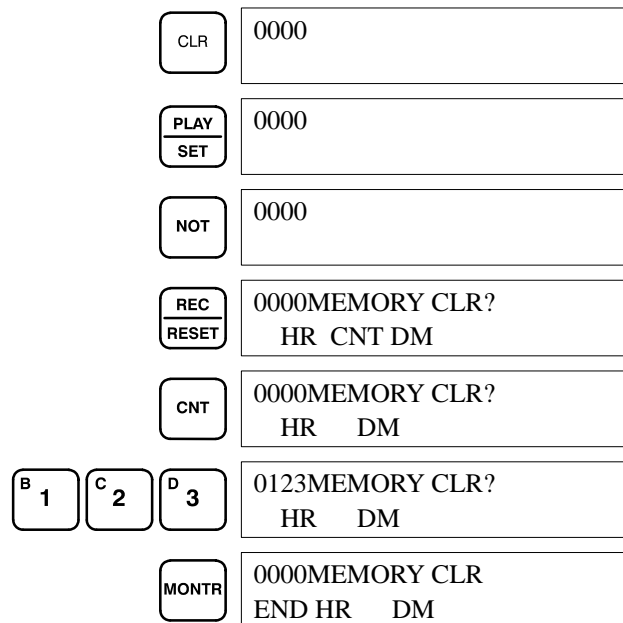 CLR
0000
PLAY
SET
0000
NOT
0000
REC
RESET
0000MEMORY CLR?
HR CNT DM
CNT
0000MEMORY CLR?
HR DM
B 1 C 2 D 3
0123MEMORY CLR?
HR DM
MONTR
0000MEMORY CLR
END HR DM